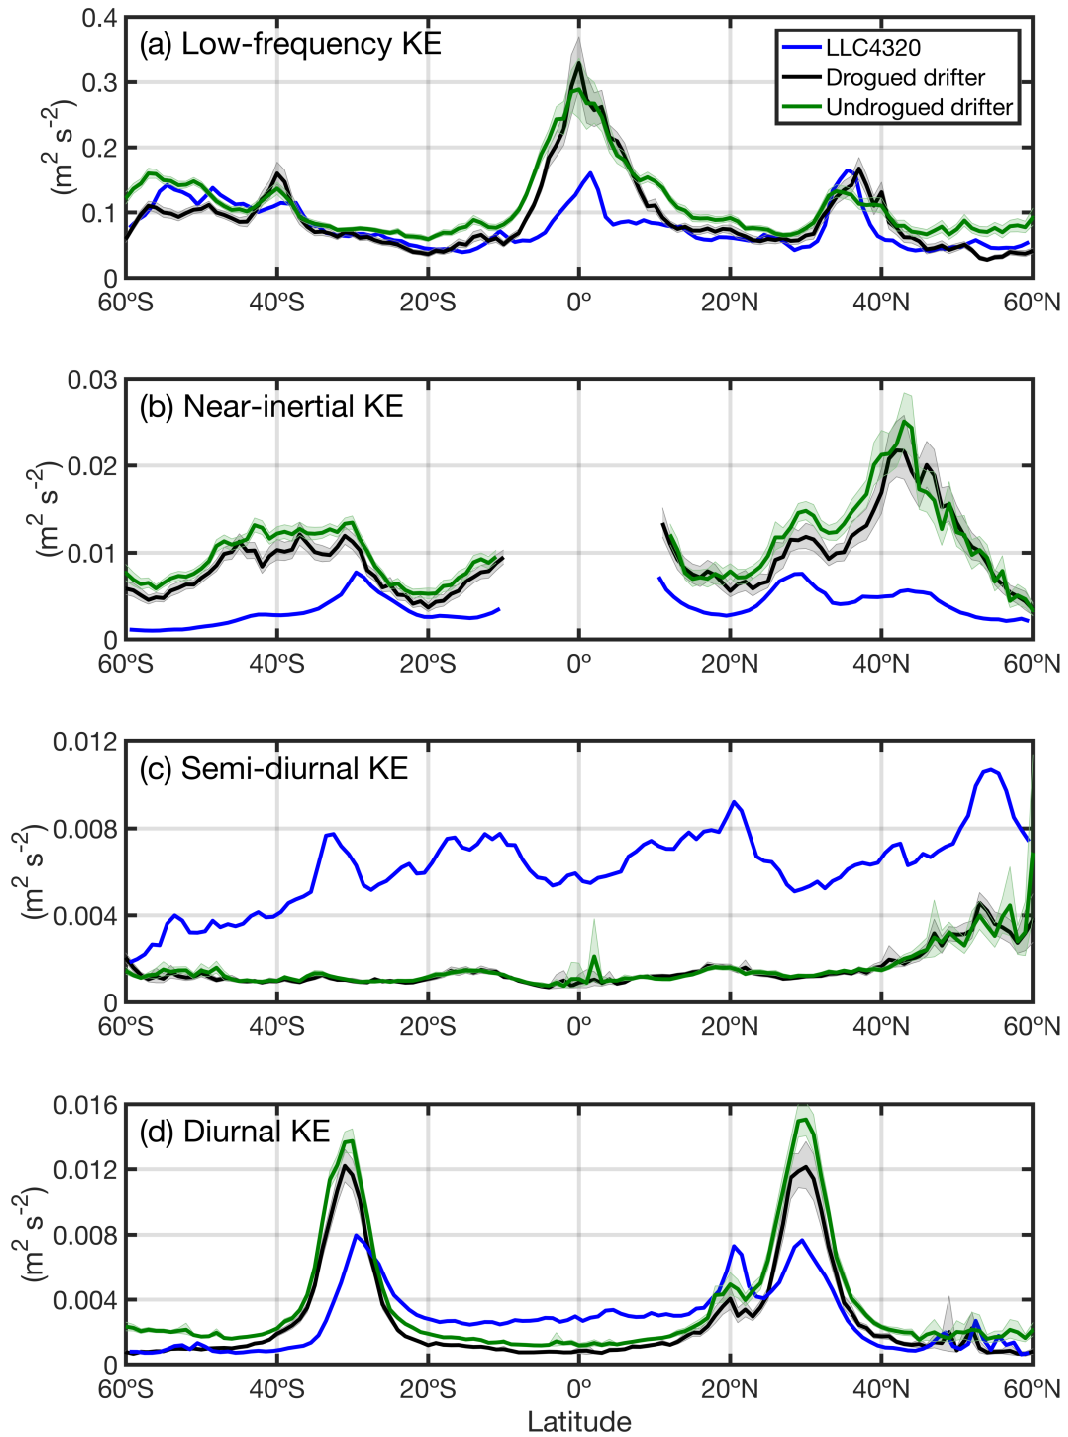 (a) Low-frequency KE
LLC4320
Drogued drifter
Undrogued drifter
(m² s⁻²)
0.4
0.3
0.2
0.1
0
60ºS 40ºS 20ºS 0º 20ºN 40ºN 60ºN
(b) Near-inertial KE
(m² s⁻²)
0.03
0.02
0.01
0
60ºS 40ºS 20ºS 0º 20ºN 40ºN 60ºN
(c) Semi-diurnal KE
(m² s⁻²)
0.012
0.008
0.004
0
60ºS 40ºS 20ºS 0º 20ºN 40ºN 60ºN
(d) Diurnal KE
(m² s⁻²)
0.016
0.012
0.008
0.004
0
60ºS 40ºS 20ºS 0º 20ºN 40ºN 60ºN
Latitude